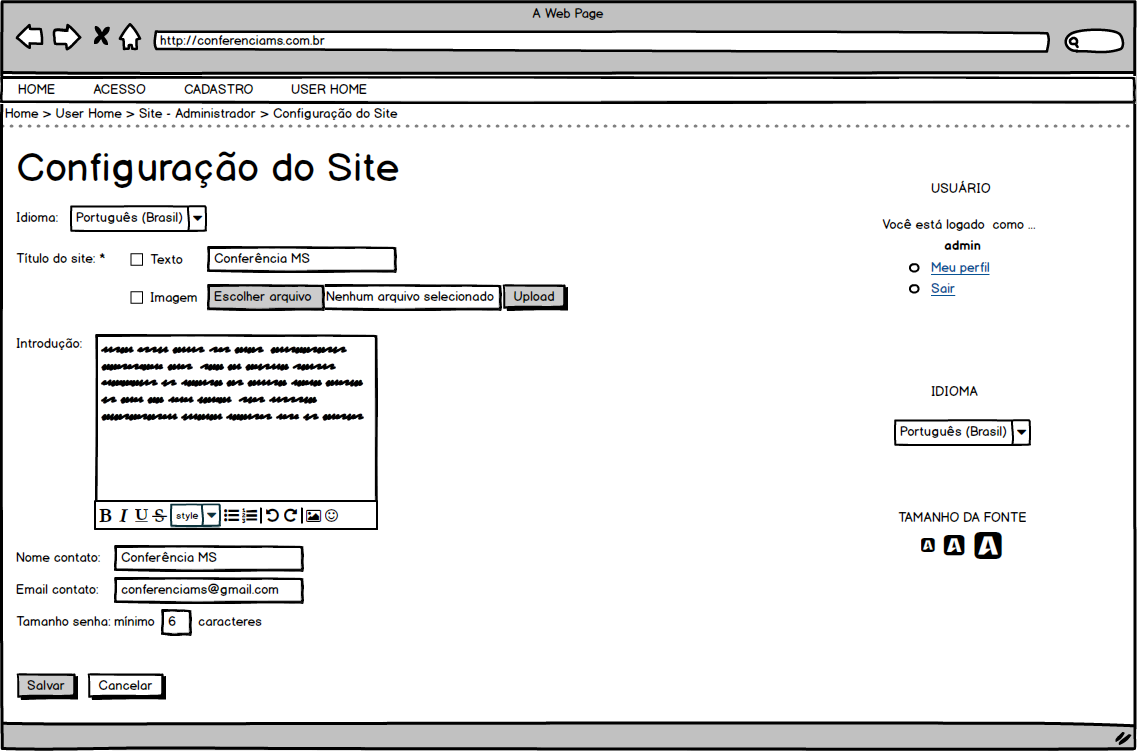 A Web Page
http://conferenciams.com.br
HOME ACESSO CADASTRO USER HOME
Home > User Home > Site - Administrador > Configuração do Site
Configuração do Site
Idioma: Português (Brasil)
Título do site: * Texto Conferência MS
Imagem Escolher arquivo Nenhum arquivo selecionado Upload
Introdução:
B I U S style
Nome contato: Conferência MS
Email contato: conferenciams@gmail.com
Tamanho senha: mínimo 6 caracteres
Salvar Cancelar
USUÁRIO
Você está logado como ...
admin
Meu perfil
Sair
IDIOMA
Português (Brasil)
TAMANHO DA FONTE
A A A